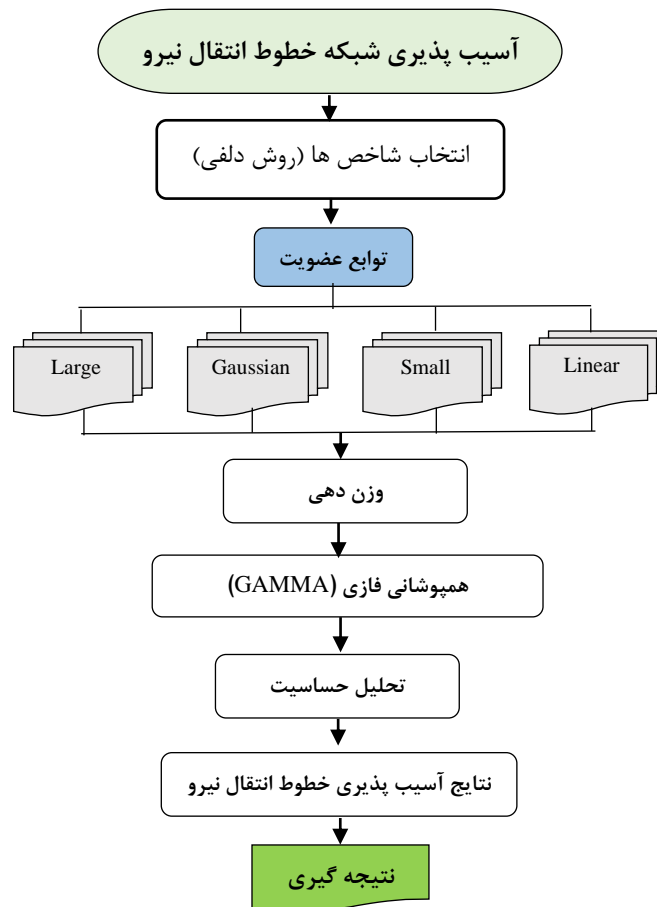 آسیب پذیری شبکه خطوط انتقال نیرو
انتخاب شاخص ها (روش دلفی)
توابع عضویت
Large
Gaussian
Small
Linear
وزن دهی
همپوشانی فازی (GAMMA)
تحلیل حساسیت
نتایج آسیب پذیری خطوط انتقال نیرو
نتیجه گیری